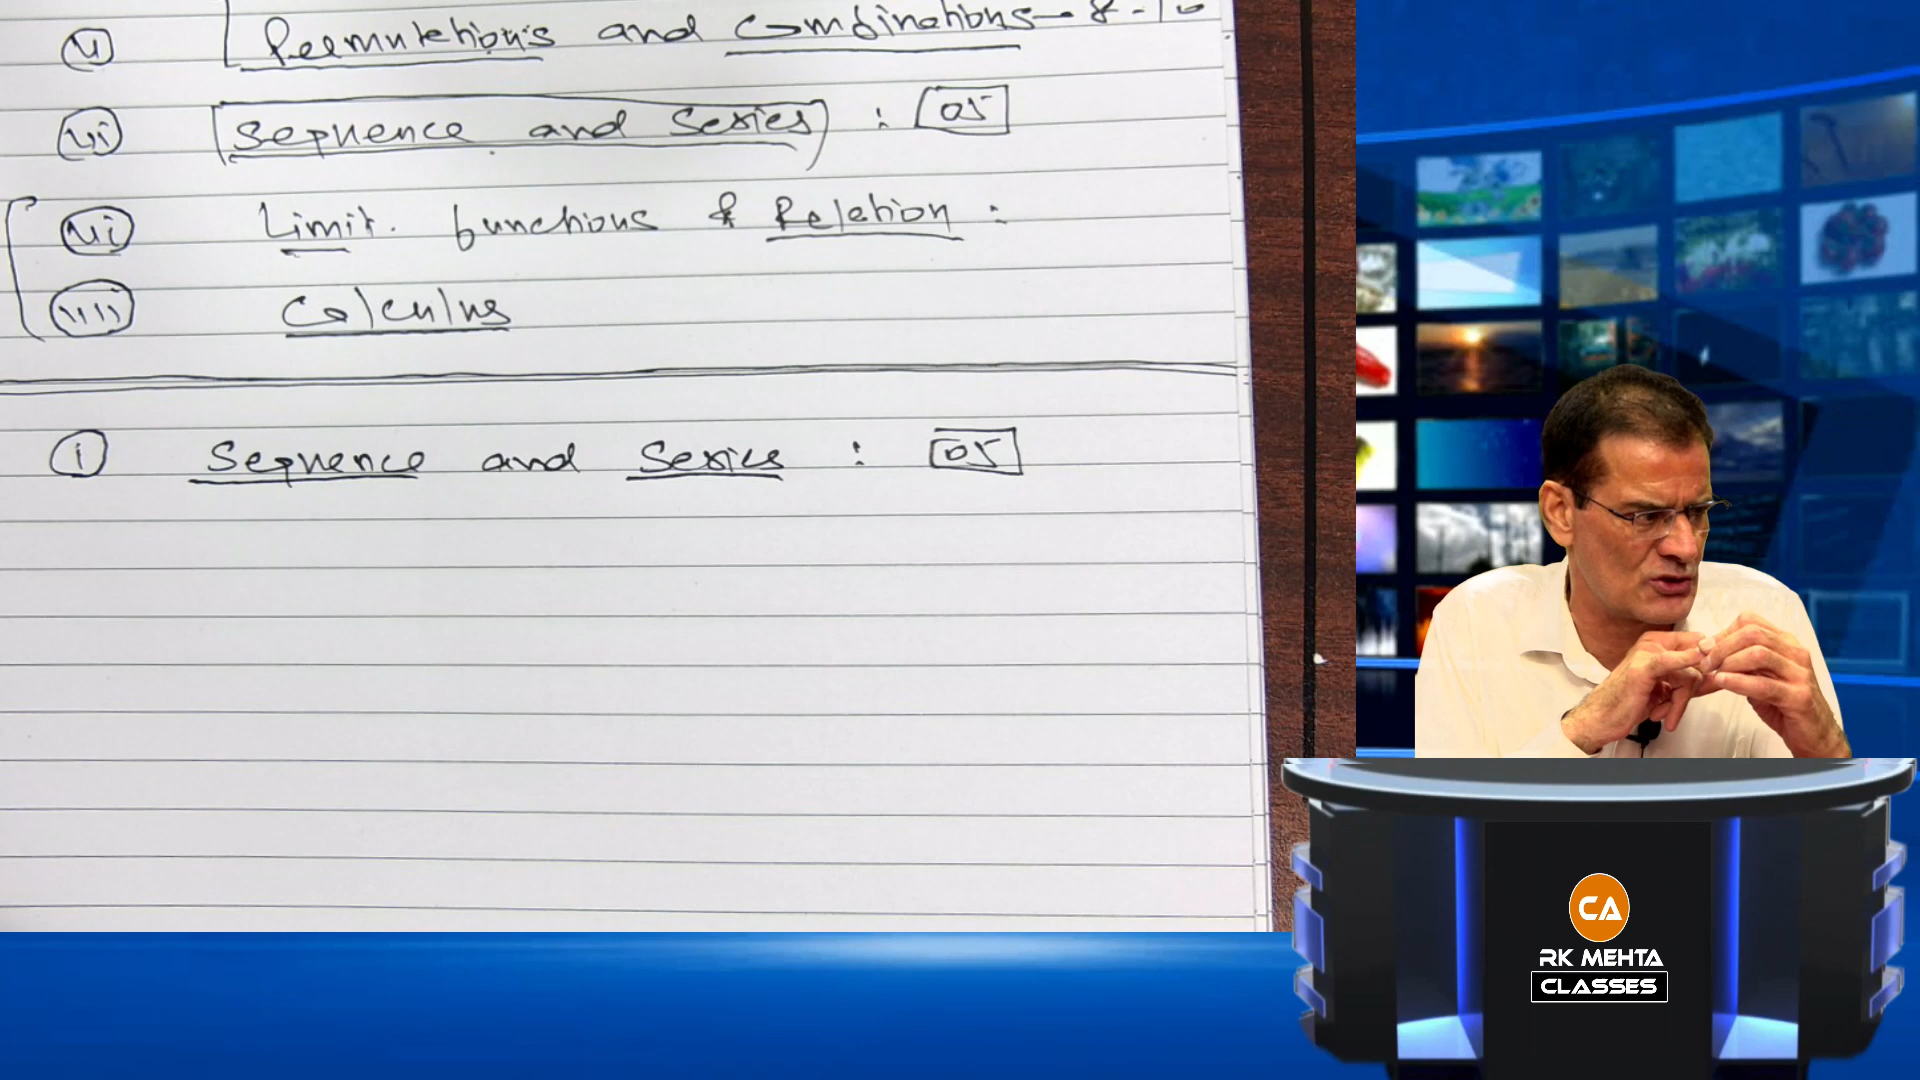 (v) Permutations and Combinations - 8-10
(vi) Sequence and Series : 05
(vii) Limit. functions & Relation :
(viii) Calculus
(i) Sequence and Series : 05
CA
RK MEHTA
CLASSES